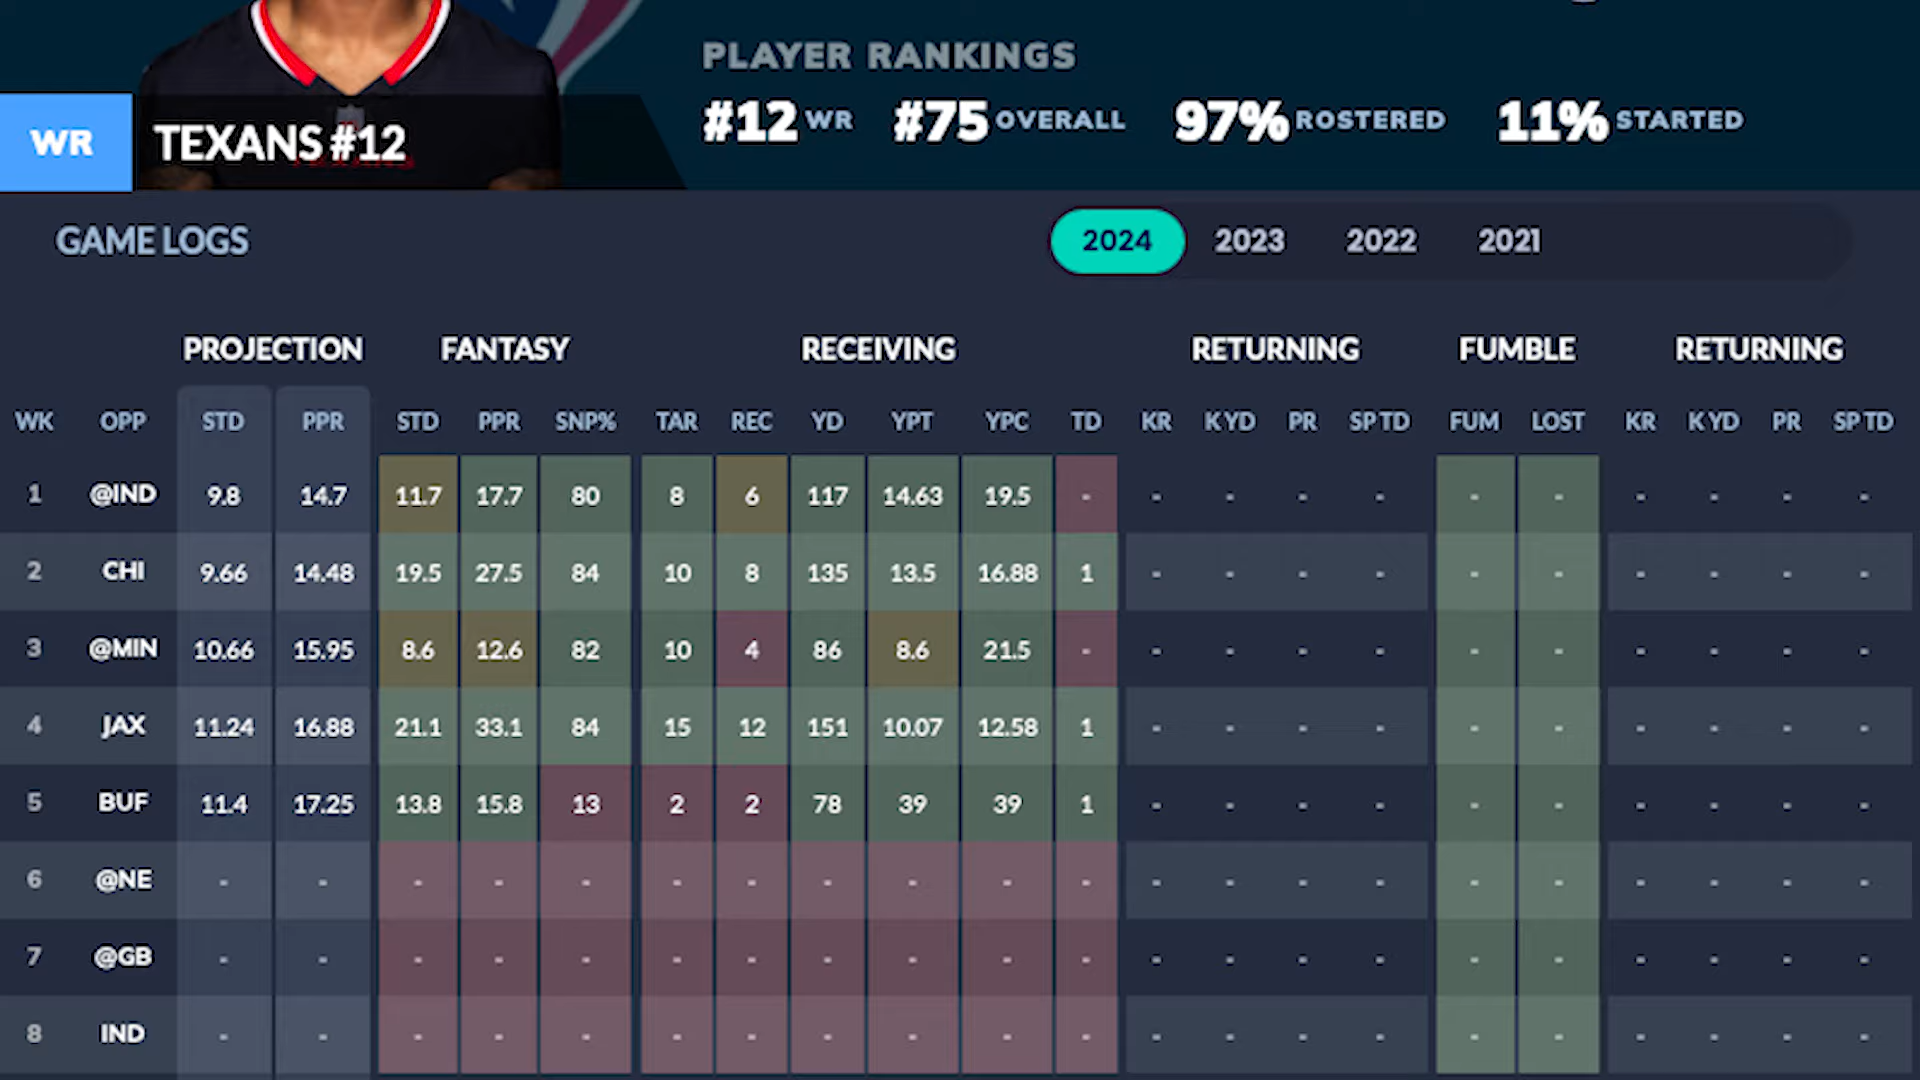 PLAYER RANKINGS
#12 WR #75 OVERALL 97% ROSTERED 11% STARTED
WR TEXANS #12
GAME LOGS 2024 2023 2022 2021
PROJECTION FANTASY RECEIVING RETURNING FUMBLE RETURNING
WK OPP STD PPR STD PPR SNP% TAR REC YD YPT YPC TD KR K YD PR SP TD FUM LOST KR K YD PR SP TD
1 @IND 9.8 14.7 11.7 17.7 80 8 6 117 14.63 19.5 - - - - - - - - - - -
2 CHI 9.66 14.48 19.5 27.5 84 10 8 135 13.5 16.88 1 - - - - - - - - - -
3 @MIN 10.66 15.95 8.6 12.6 82 10 4 86 8.6 21.5 - - - - - - - - - - -
4 JAX 11.24 16.88 21.1 33.1 84 15 12 151 10.07 12.58 1 - - - - - - - - - -
5 BUF 11.4 17.25 13.8 15.8 13 2 2 78 39 39 1 - - - - - - - - - -
6 @NE - - - - - - - - - - - - - - - - - - - - -
7 @GB - - - - - - - - - - - - - - - - - - - - -
8 IND - - - - - - - - - - - - - - - - - - - - -